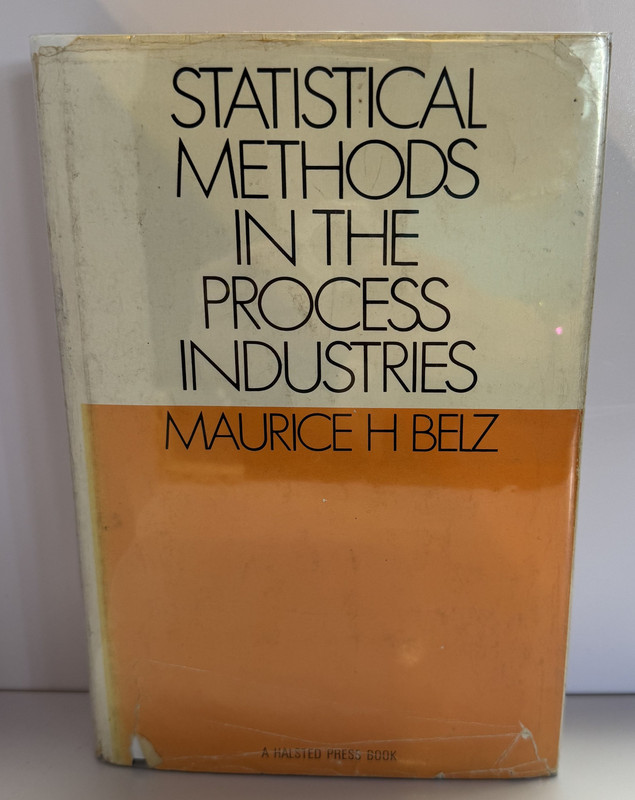 STATISTICAL
METHODS
IN THE
PROCESS
INDUSTRIES
MAURICE H BELZ
A HALSTED PRESS BOOK